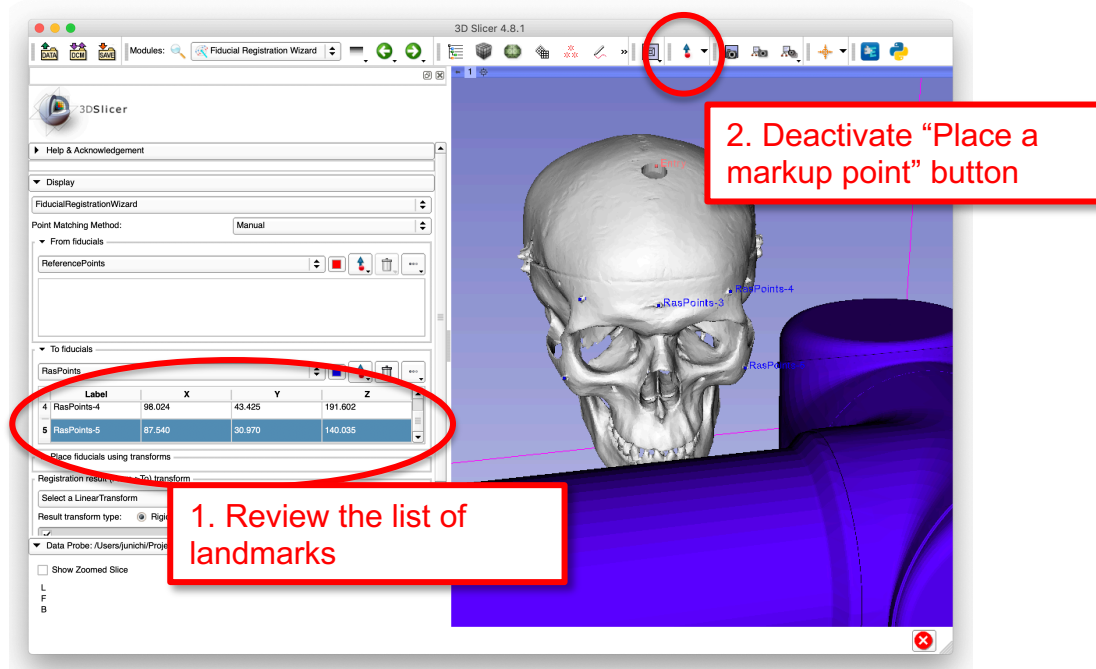 3D Slicer 4.8.1
DATA DCM SAVE Modules: Fiducial Registration Wizard »
1
3DSlicer
Help & Acknowledgement
Display
FiducialRegistrationWizard
Point Matching Method: Manual
From fiducials
ReferencePoints
To fiducials
RasPoints
Label X Y Z
4 RasPoints-4 98.024 43.425 191.602
5 RasPoints-5 87.540 30.970 140.035
Place fiducials using transforms
Registration result
transform
Select a LinearTransform
Result transform type:
Data Probe: /Users/junichi/Proje
Show Zoomed Slice
L
F
B
RasPoints-4
RasPoints-3
2. Deactivate “Place a
markup point” button
1. Review the list of
landmarks